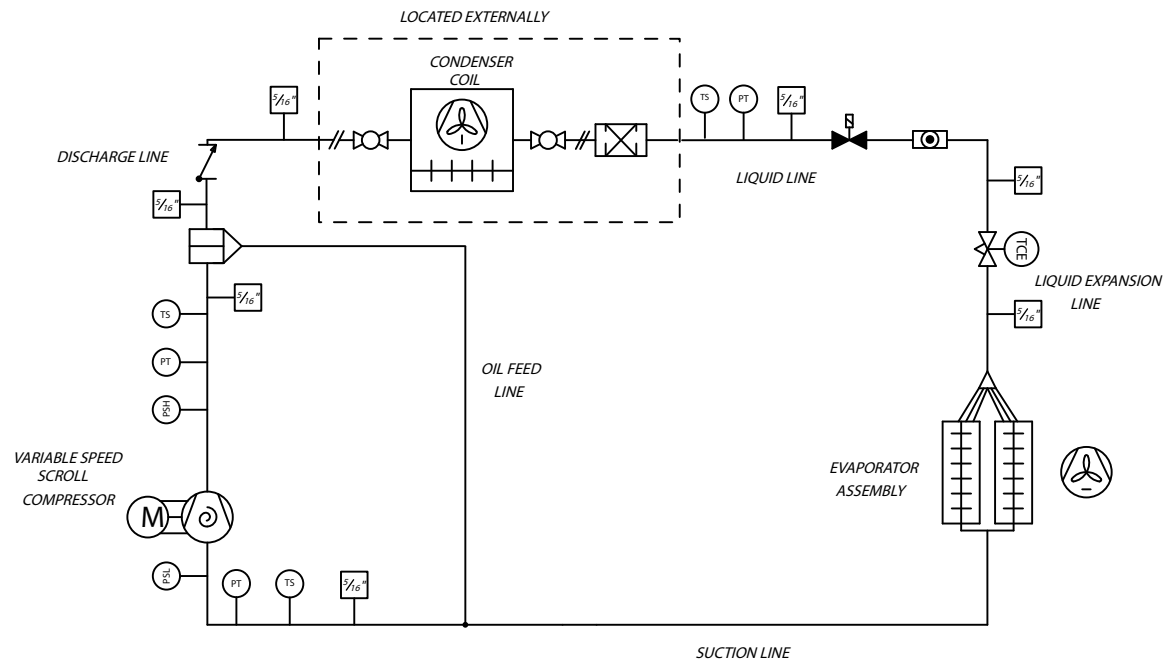 LOCATED EXTERNALLY
CONDENSER
COIL
5/16"
TS
PT
5/16"
DISCHARGE LINE
LIQUID LINE
5/16"
5/16"
TCE
LIQUID EXPANSION
LINE
5/16"
5/16"
TS
PT
PSH
OIL FEED
LINE
VARIABLE SPEED
SCROLL
COMPRESSOR
M
EVAPORATOR
ASSEMBLY
PSL
PT
TS
5/16"
SUCTION LINE